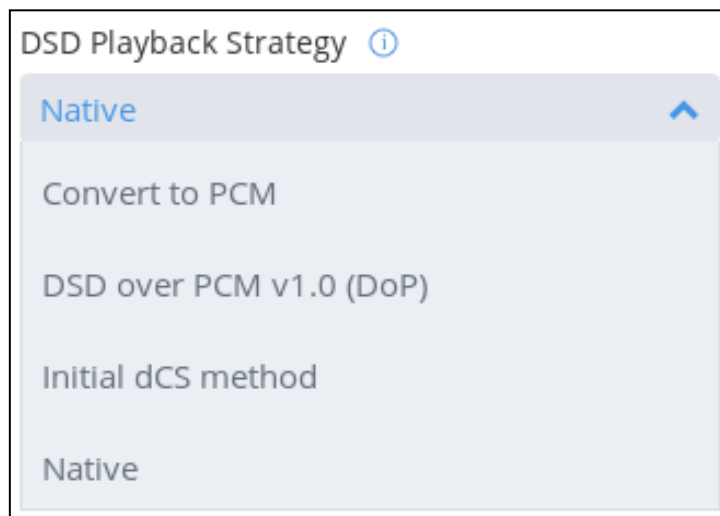 DSD Playback Strategy
Native
Convert to PCM
DSD over PCM v1.0 (DoP)
Initial dCS method
Native